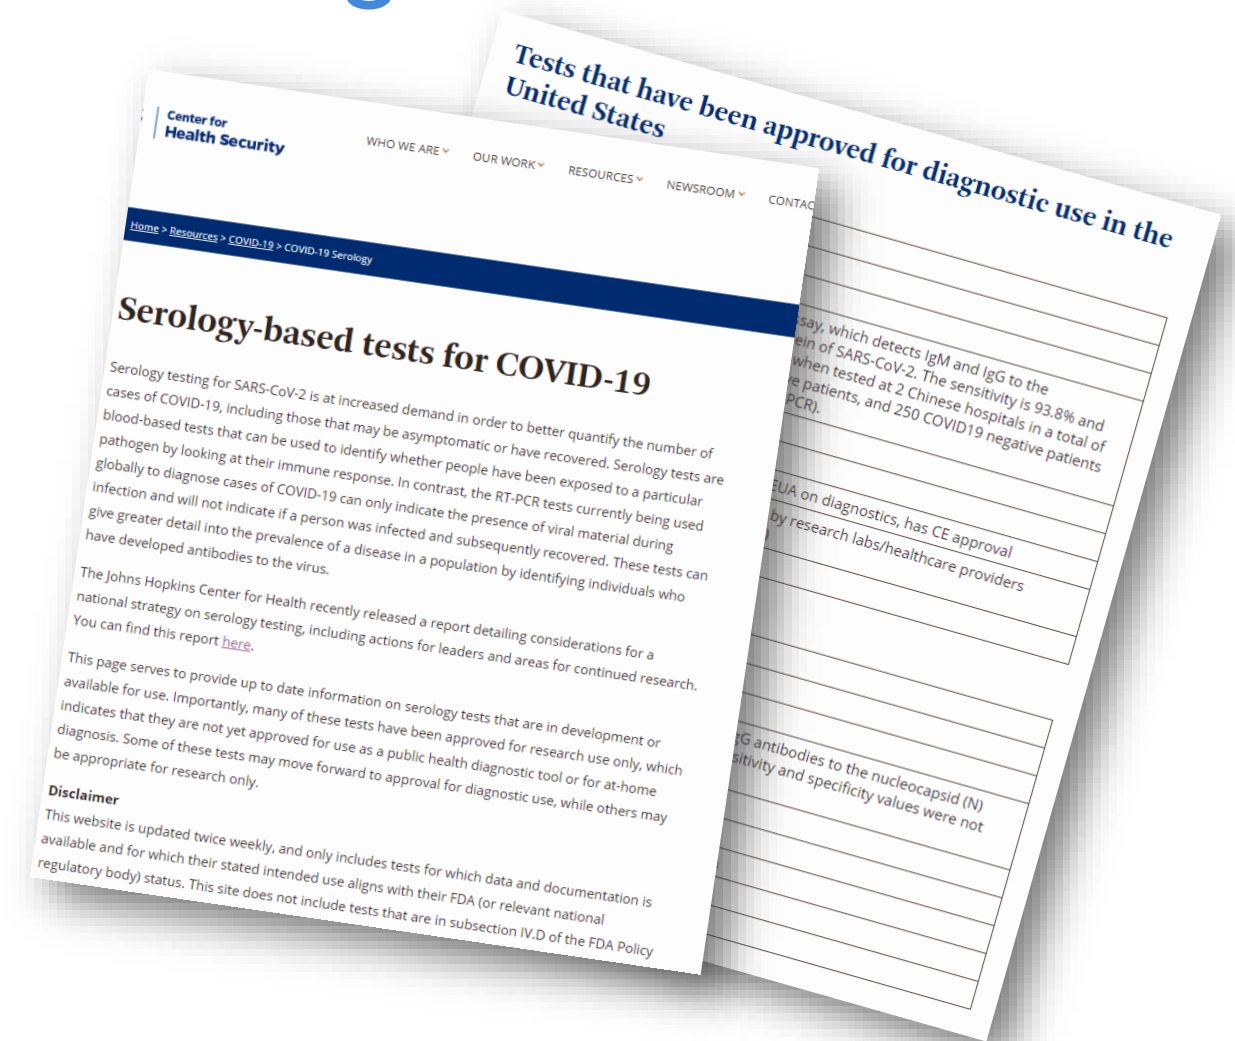 Center for
Health Security
WHO WE ARE
OUR WORK
RESOURCES
NEWSROOM
CONTAC
Home > Resources > COVID-19 > COVID-19 Serology
Serology-based tests for COVID-19
Serology testing for SARS-CoV-2 is at increased demand in order to better quantify the number of
cases of COVID-19, including those that may be asymptomatic or have recovered. Serology tests are
blood-based tests that can be used to identify whether people have been exposed to a particular
pathogen by looking at their immune response. In contrast, the RT-PCR tests currently being used
globally to diagnose cases of COVID-19 can only indicate the presence of viral material during
infection and will not indicate if a person was infected and subsequently recovered. These tests can
give greater detail into the prevalence of a disease in a population by identifying individuals who
have developed antibodies to the virus.
The Johns Hopkins Center for Health recently released a report detailing considerations for a
national strategy on serology testing, including actions for leaders and areas for continued research.
You can find this report here.
This page serves to provide up to date information on serology tests that are in development or
available for use. Importantly, many of these tests have been approved for research use only, which
indicates that they are not yet approved for use as a public health diagnostic tool or for at-home
diagnosis. Some of these tests may move forward to approval for diagnostic use, while others may
be appropriate for research only.
Disclaimer
This website is updated twice weekly, and only includes tests for which data and documentation is
available and for which their stated intended use aligns with their FDA (or relevant national
regulatory body) status. This site does not include tests that are in subsection IV.D of the FDA Policy
Tests that have been approved for diagnostic use in the
United States
ssay, which detects IgM and IgG to the
ein of SARS-CoV-2. The sensitivity is 93.8% and
when tested at 2 Chinese hospitals in a total of
ve patients, and 250 COVID19 negative patients
PCR).
EUA on diagnostics, has CE approval
by research labs/healthcare providers
)
gG antibodies to the nucleocapsid (N)
sitivity and specificity values were not